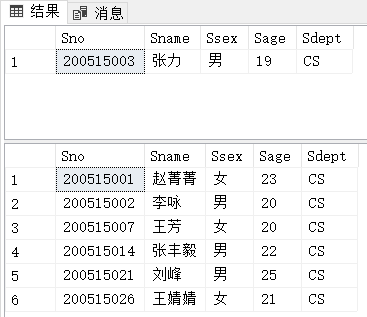 结果 消息
Sno Sname Ssex Sage Sdept
1 200515003 张力 男 19 CS
Sno Sname Ssex Sage Sdept
1 200515001 赵菁菁 女 23 CS
2 200515002 李咏 男 20 CS
3 200515007 王芳 女 20 CS
4 200515014 张丰毅 男 22 CS
5 200515021 刘峰 男 25 CS
6 200515026 王婧婧 女 21 CS